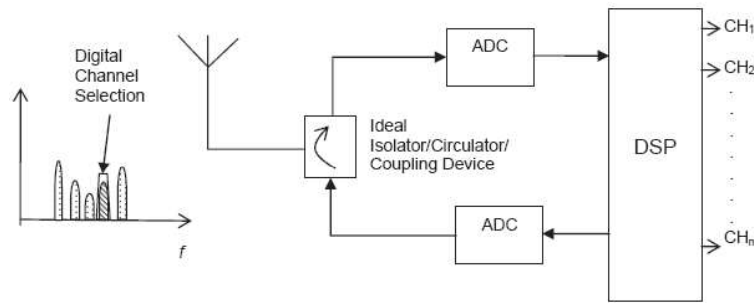 Digital
Channel
Selection
f
ADC
Ideal
Isolator/Circulator/
Coupling Device
ADC
DSP
CH1
CH2
CHn